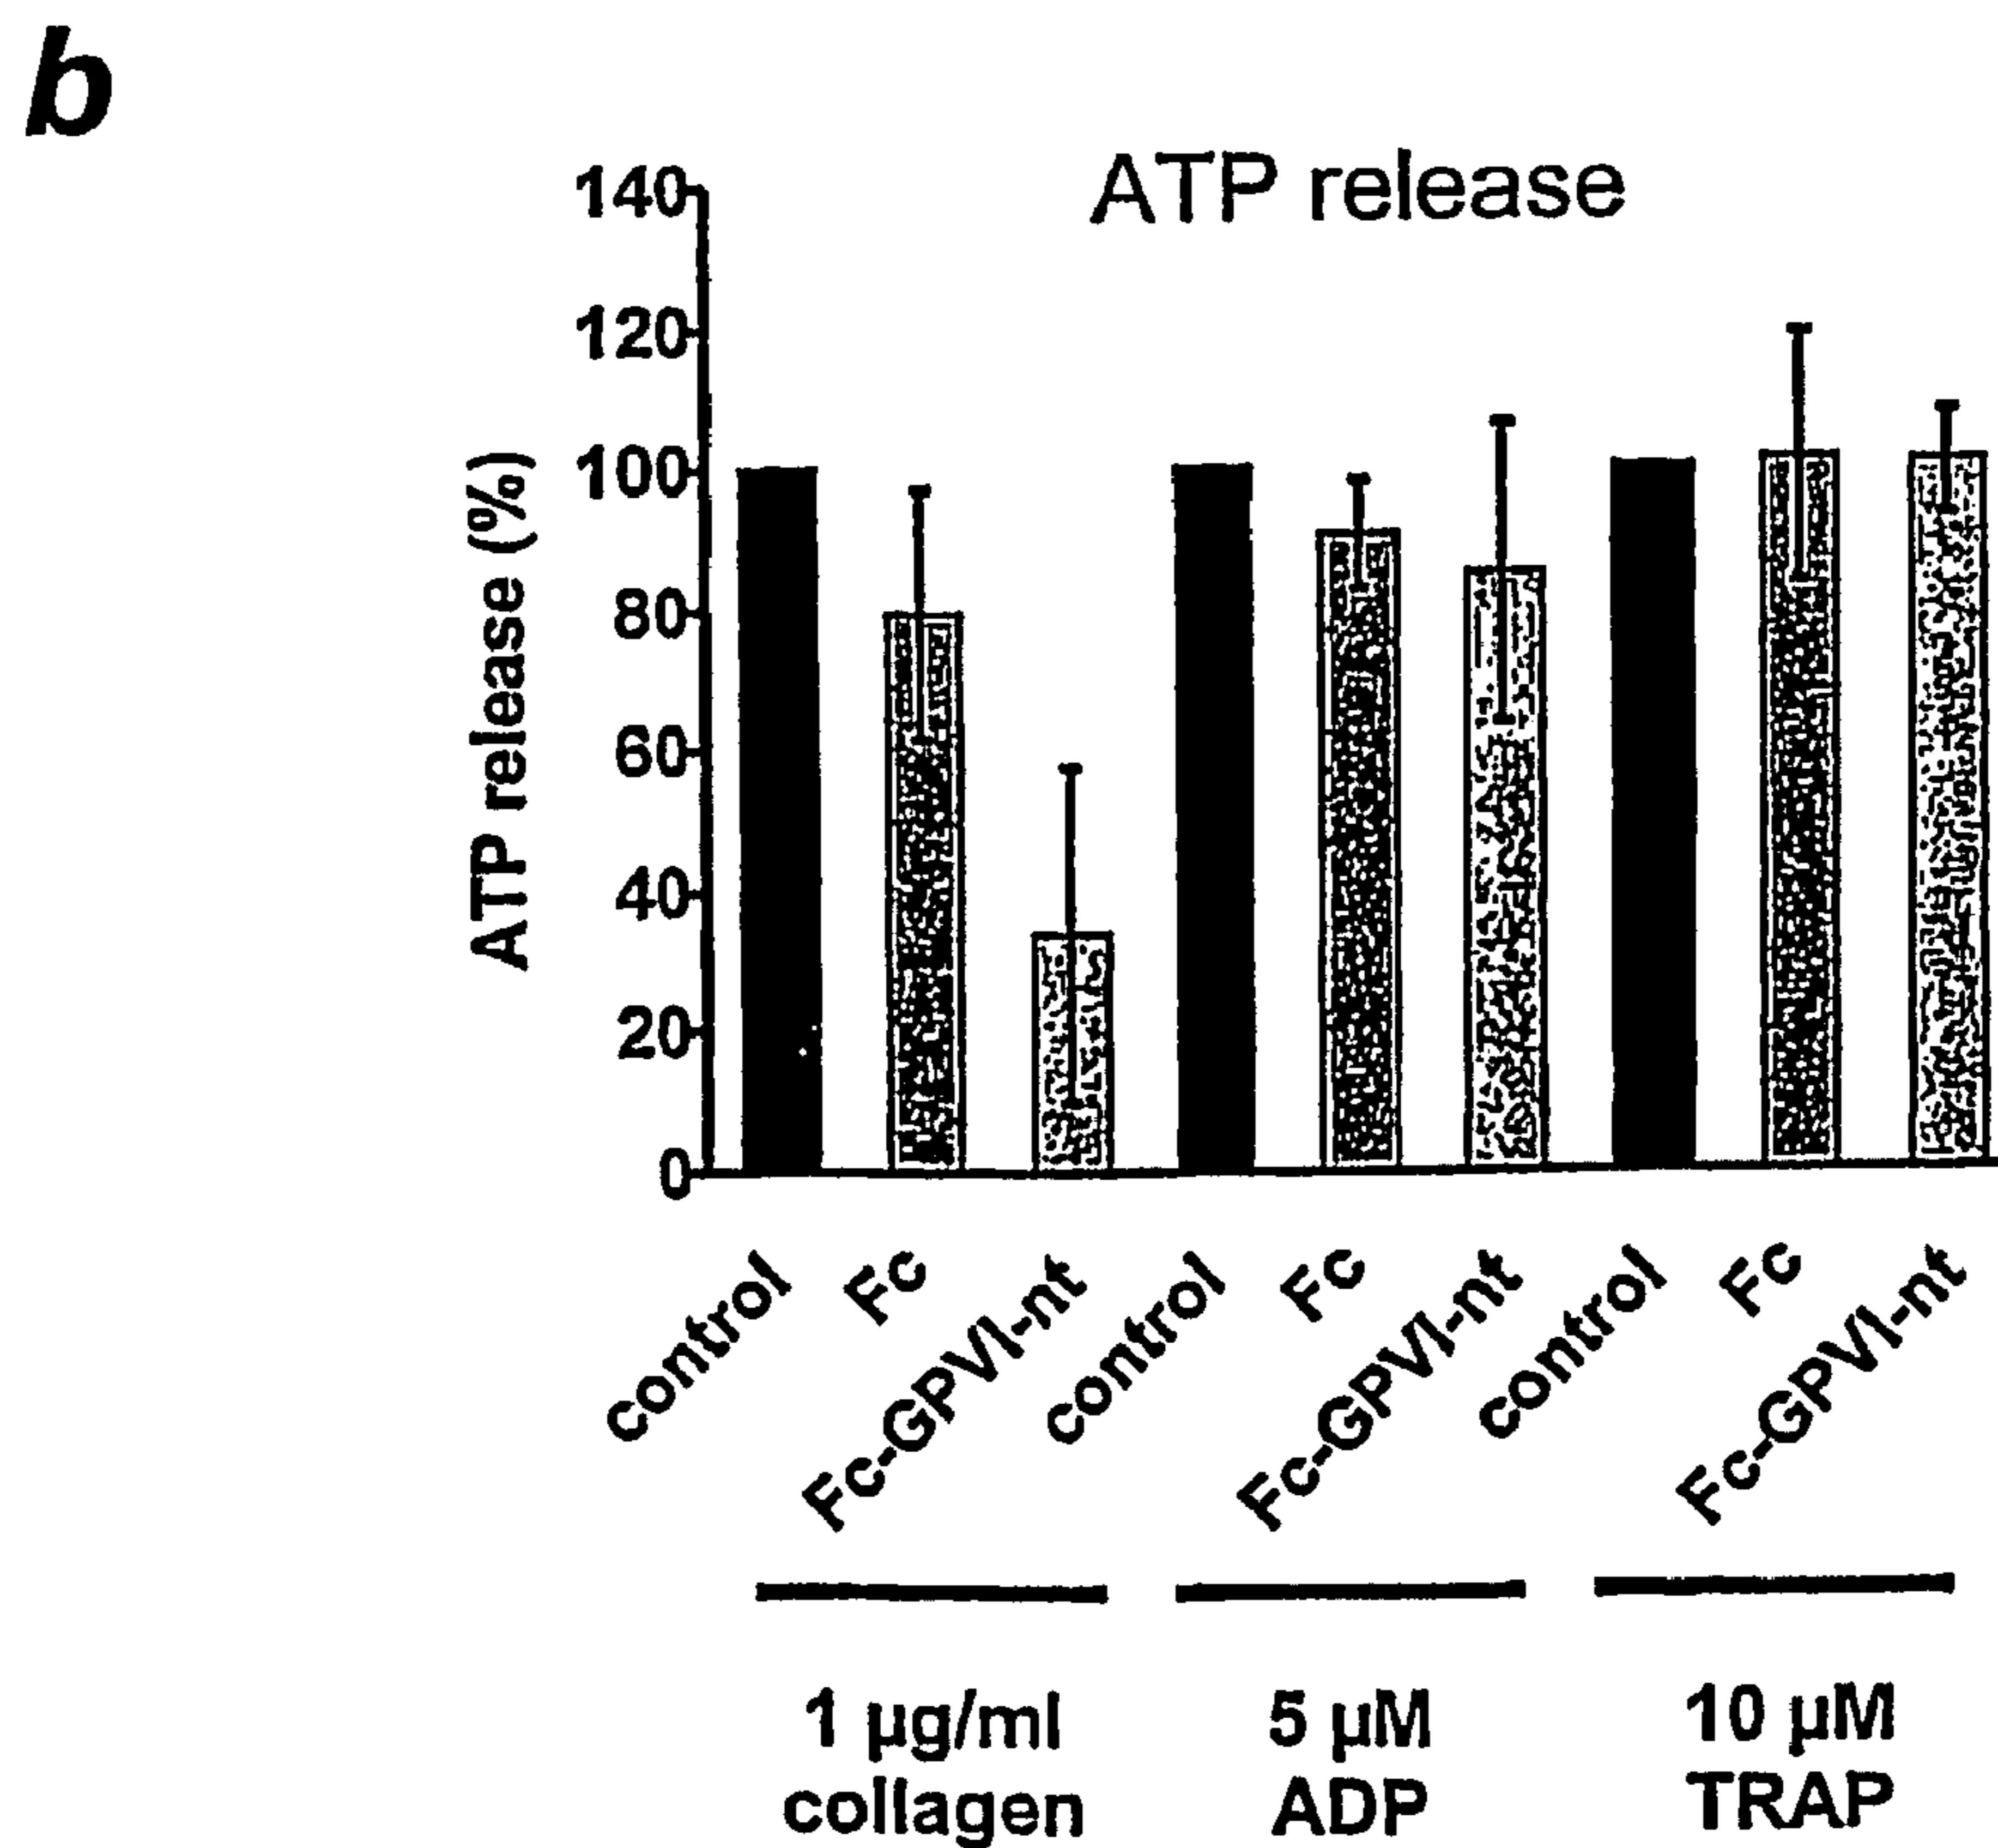 b
ATP release
140
120
100
80
60
40
20
0
ATP release (%)
control
Fc
Fc-GPVI-nt
control
Fc
Fc-GPVI-nt
control
Fc
Fc-GPVI-nt
1 µg/ml
collagen
5 µM
ADP
10 µM
TRAP